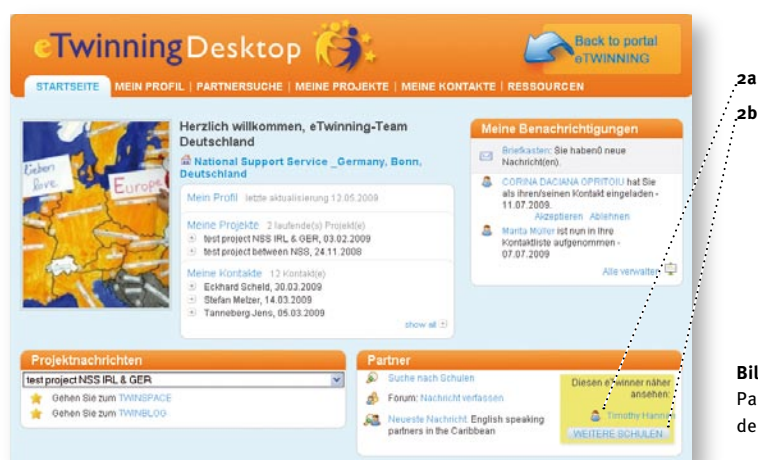 eTwinning Desktop
Back to portal
eTWINNING
STARTSEITE MEIN PROFIL | PARTNERSUCHE | MEINE PROJEKTE | MEINE KONTAKTE | RESSOURCEN
2a
2b
Lieben
love
Europe
Herzlich willkommen, eTwinning-Team
Deutschland
National Support Service _Germany, Bonn,
Deutschland
Mein Profil letzte aktualisierung 12.05.2009
Meine Projekte 2 laufende(s) Projekt(e)
test project NSS IRL & GER, 03.02.2009
test project between NSS, 24.11.2008
Meine Kontakte 12 Kontakt(e)
Eckhard Scheld, 30.03.2009
Stefan Melzer, 14.03.2009
Tanneberg Jens, 05.03.2009
show all
Meine Benachrichtigungen
Briefkasten: Sie haben0 neue
Nachricht(en).
CORINA DACIANA OPRITOIU hat Sie
als ihren/seinen Kontakt eingeladen -
11.07.2009.
Akzeptieren Ablehnen
Marita Müller ist nun in Ihre
Kontaktliste aufgenommen -
07.07.2009
Alle verwalten
Projektnachrichten
test project NSS IRL & GER
Gehen Sie zum TWINSPACE
Gehen Sie zum TWINBLOG
Partner
Suche nach Schulen
Forum: Nachricht verfassen
Neueste Nachricht: English speaking
partners in the Caribbean
Diesen eTwinner näher
ansehen:
Timothy Hannan
WEITERE SCHULEN
Bil
Pa
de